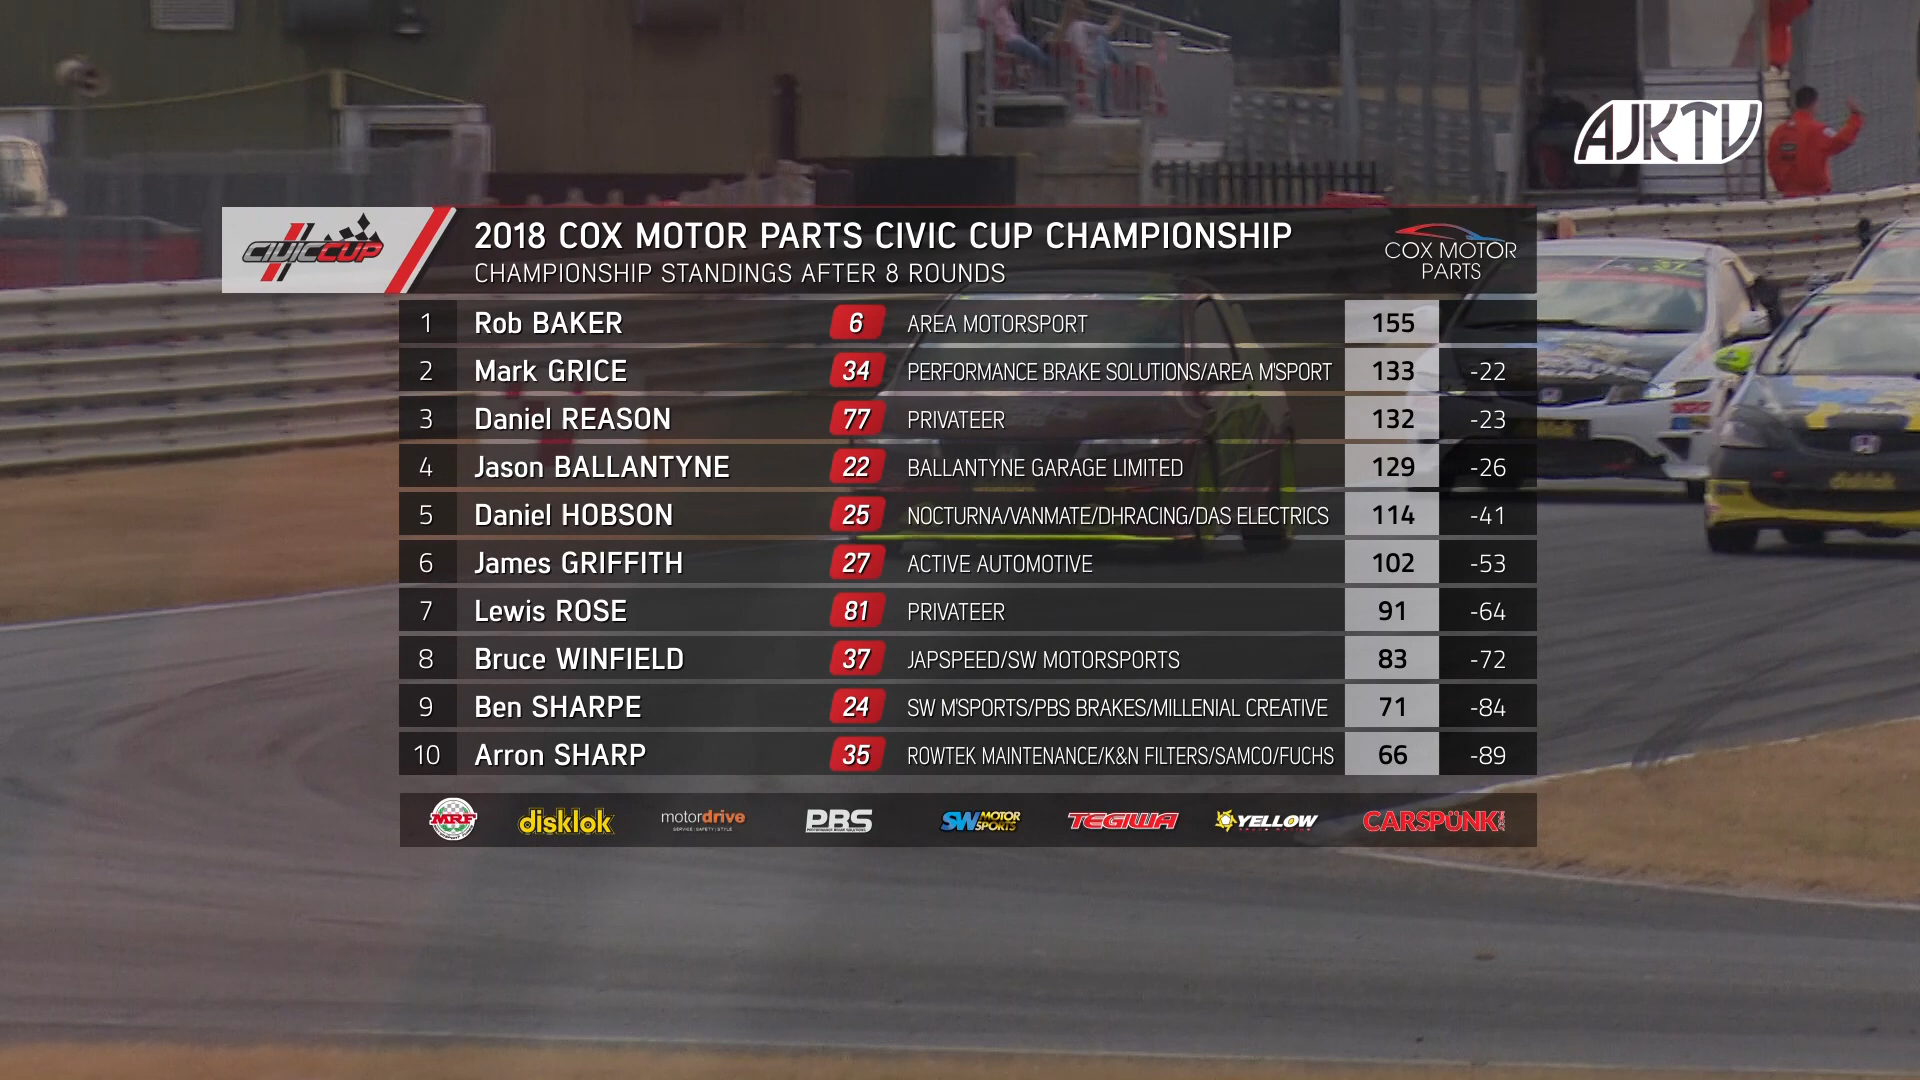 AJKTV
CIVICCUP
2018 COX MOTOR PARTS CIVIC CUP CHAMPIONSHIP
CHAMPIONSHIP STANDINGS AFTER 8 ROUNDS
COX MOTOR
PARTS
1 Rob BAKER 6 AREA MOTORSPORT 155
2 Mark GRICE 34 PERFORMANCE BRAKE SOLUTIONS/AREA M'SPORT 133 -22
3 Daniel REASON 77 PRIVATEER 132 -23
4 Jason BALLANTYNE 22 BALLANTYNE GARAGE LIMITED 129 -26
5 Daniel HOBSON 25 NOCTURNA/VANMATE/DHRACING/DAS ELECTRICS 114 -41
6 James GRIFFITH 27 ACTIVE AUTOMOTIVE 102 -53
7 Lewis ROSE 81 PRIVATEER 91 -64
8 Bruce WINFIELD 37 JAPSPEED/SW MOTORSPORTS 83 -72
9 Ben SHARPE 24 SW M'SPORTS/PBS BRAKES/MILLENIAL CREATIVE 71 -84
10 Arron SHARP 35 ROWTEK MAINTENANCE/K&N FILTERS/SAMCO/FUCHS 66 -89
MRF disklok motordrive PBS SW MOTOR SPORTS TEGIWA YELLOW CARSPUNK
SERVICE | SAFETY | STYLE
disklok